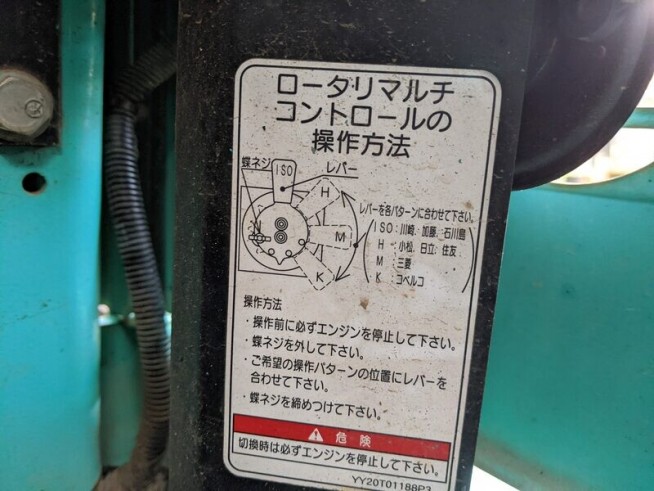 ロータリマルチ
コントロールの
操作方法
蝶ネジ
ISO
レバー
H
M
K
レバーを各パターンに合わせて下さい。
ISO:川崎、加藤、石川島
H :小松、日立、住友
M :三菱
K :コベルコ
操作方法
・操作前に必ずエンジンを停止して下さい。
・蝶ネジを外して下さい。
・ご希望の操作パターンの位置にレバーを
合わせて下さい。
・蝶ネジを締めつけて下さい。
危険
切換時は必ずエンジンを停止して下さい。
YY20T01188P3